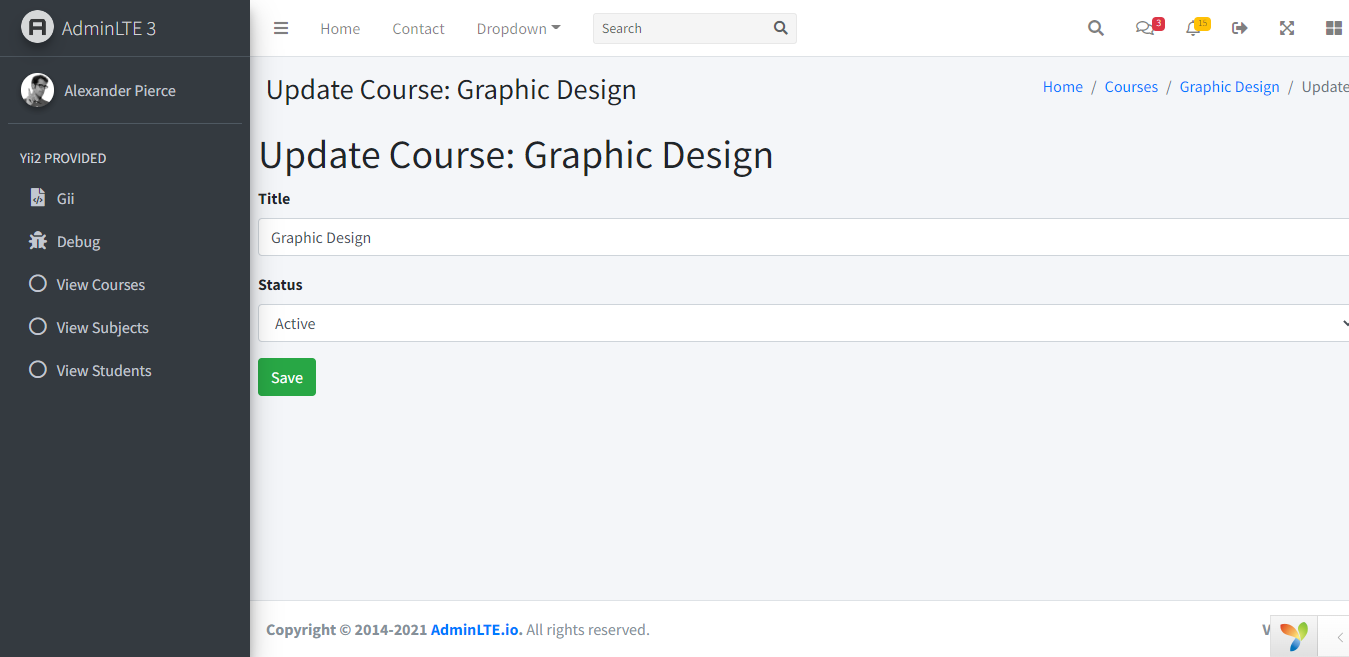 AdminLTE 3
Home Contact Dropdown Search 3 15
Alexander Pierce
Update Course: Graphic Design
Home / Courses / Graphic Design / Update
Yii2 PROVIDED
Gii
Debug
View Courses
View Subjects
View Students
Update Course: Graphic Design
Title
Graphic Design
Status
Active
Save
Copyright © 2014-2021 AdminLTE.io. All rights reserved.